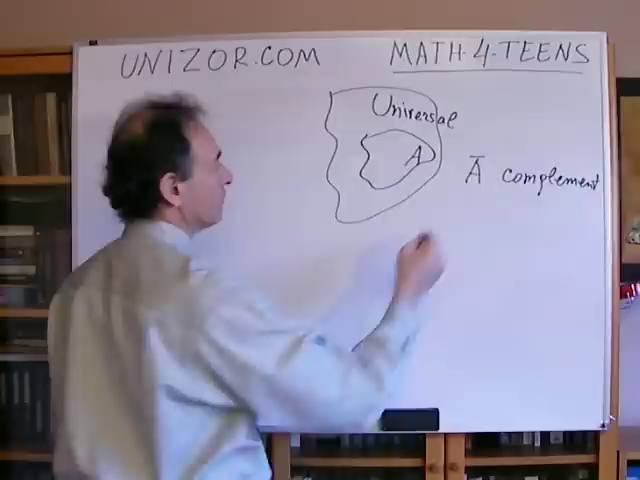 UNIZOR.COM
MATH-4-TEENS
Universal
A
Ā complement